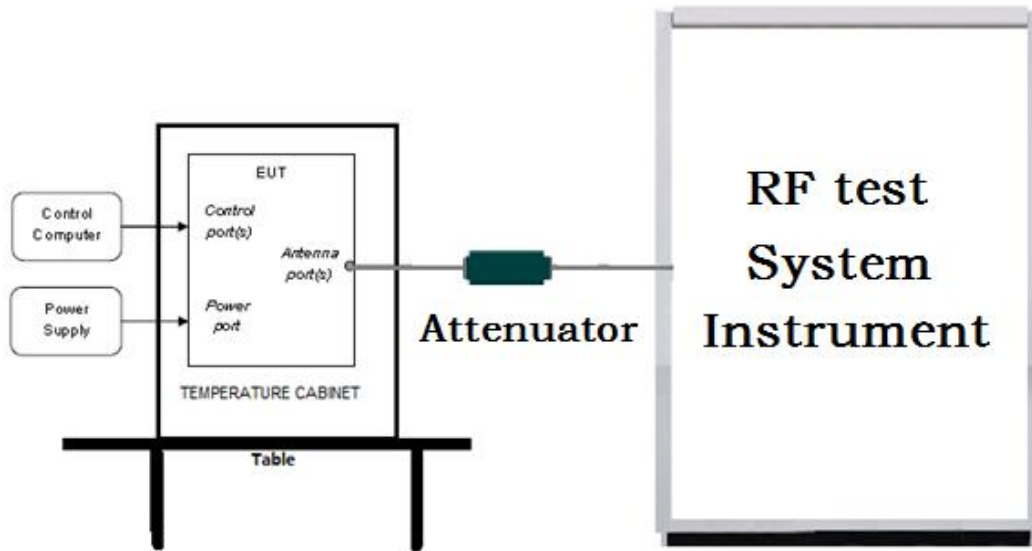 Control
Computer
Power
Supply
EUT
Control
port(s)
Antenna
port(s)
Power
port
TEMPERATURE CABINET
Table
Attenuator
RF test
System
Instrument